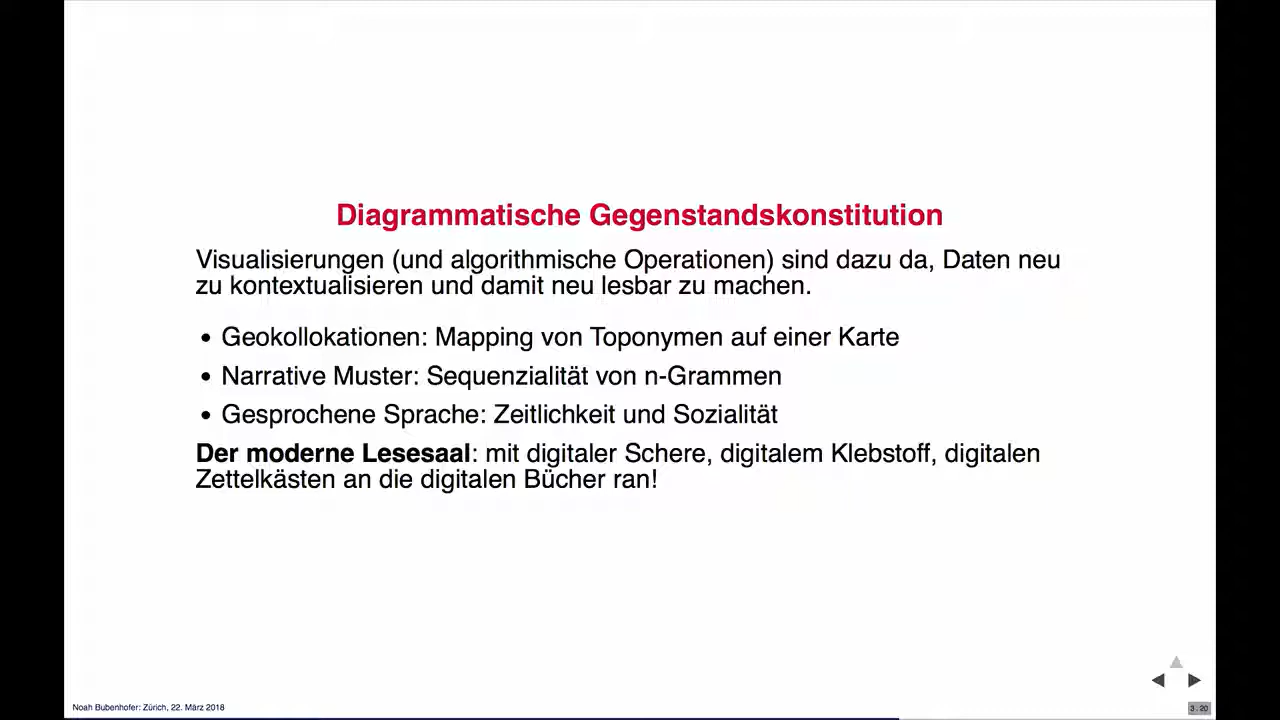 Diagrammatische Gegenstandskonstitution
Visualisierungen (und algorithmische Operationen) sind dazu da, Daten neu
zu kontextualisieren und damit neu lesbar zu machen.
• Geokollokationen: Mapping von Toponymen auf einer Karte
• Narrative Muster: Sequenzialität von n-Grammen
• Gesprochene Sprache: Zeitlichkeit und Sozialität
Der moderne Lesesaal: mit digitaler Schere, digitalem Klebstoff, digitalen
Zettelkästen an die digitalen Bücher ran!
Noah Bubenhofer: Zürich, 22. März 2018
3 . 20